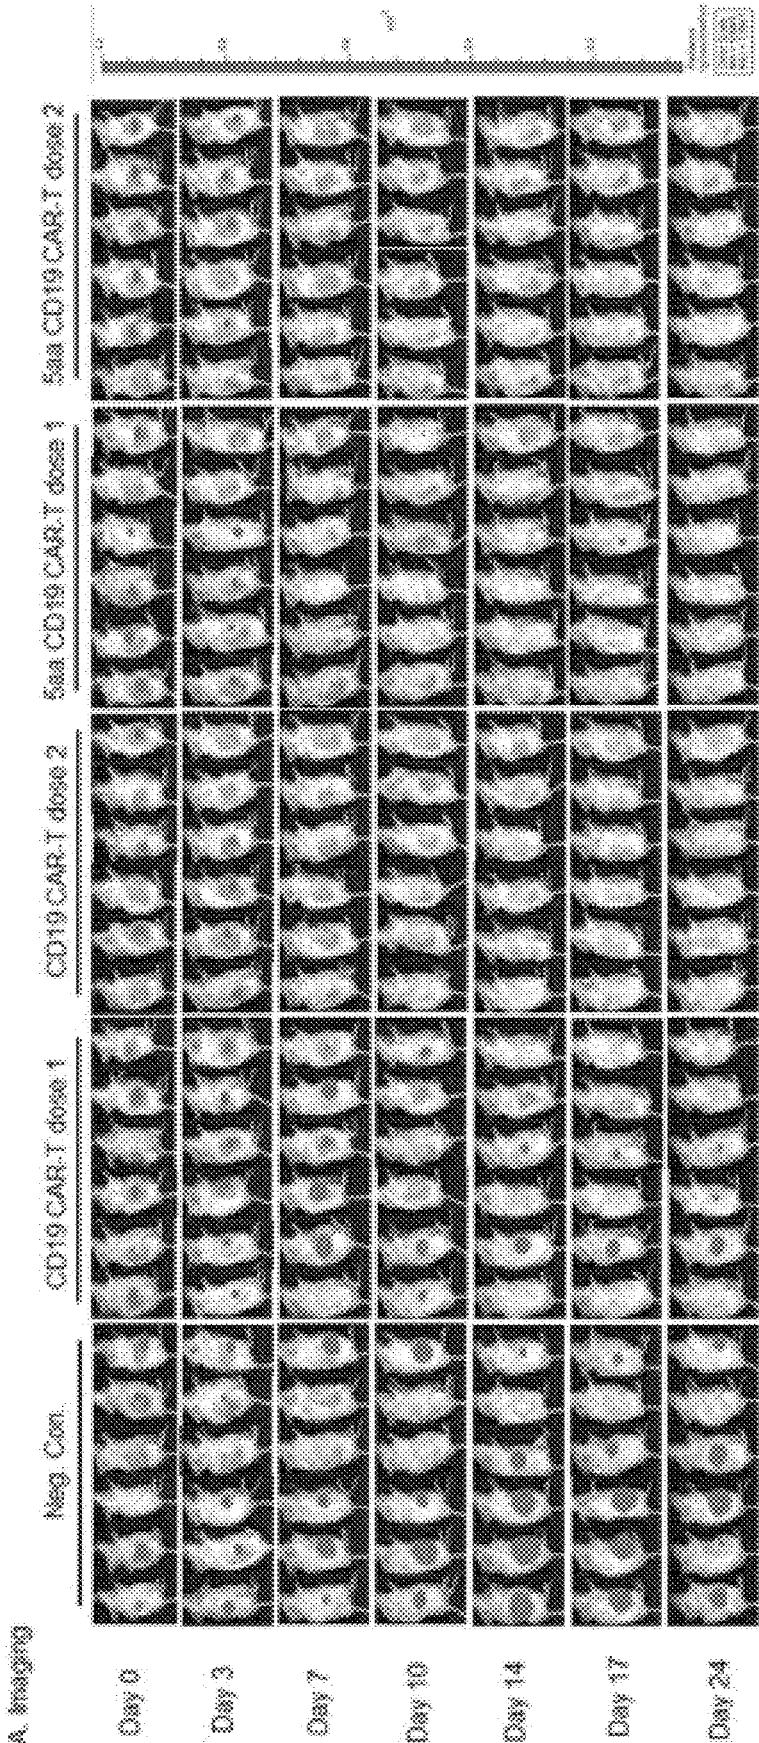 A. Imaging
Neg. Con.
CD19 CAR-T dose 1
CD19 CAR-T dose 2
5aa CD19 CAR-T dose 1
5aa CD19 CAR-T dose 2
Day 0
Day 3
Day 7
Day 10
Day 14
Day 17
Day 24